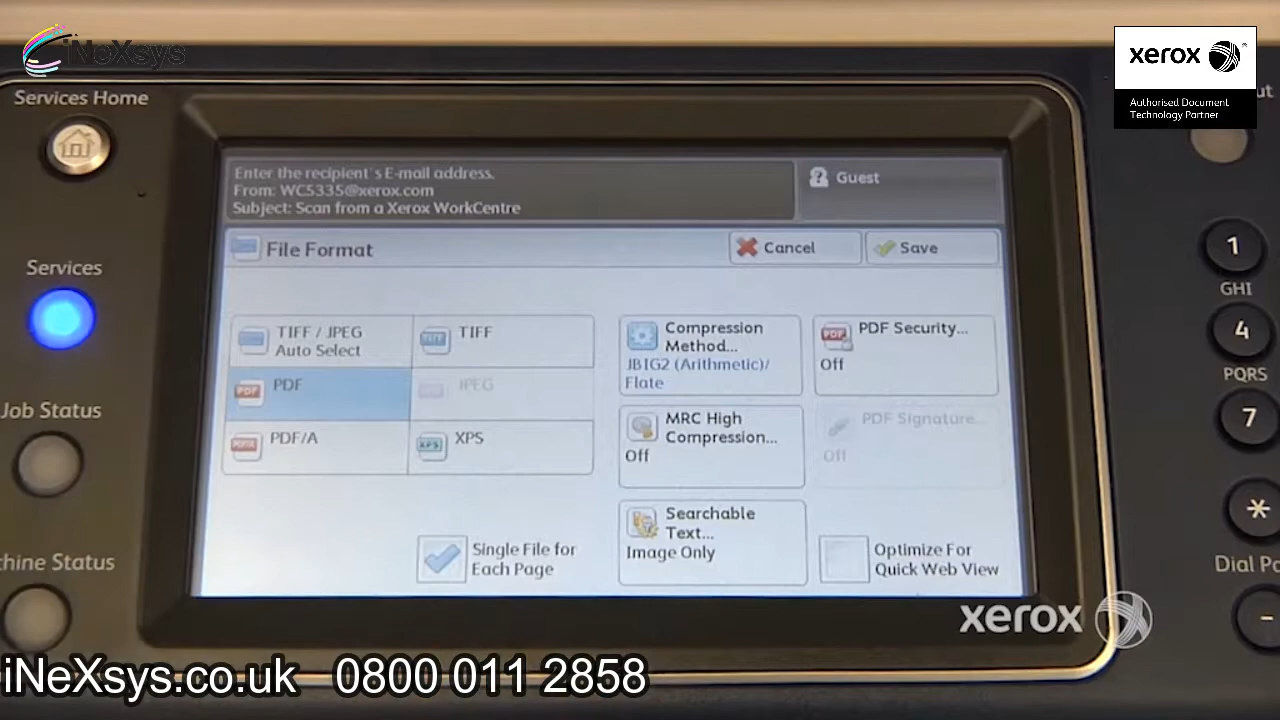 iNeXsys
xerox
Authorised Document
Technology Partner
Services Home
Enter the recipient's E-mail address.
From: WC5335@xerox.com
Subject: Scan from a Xerox WorkCentre
Guest
File Format
Cancel
Save
Services
TIFF / JPEG
Auto Select
TIFF
PDF
JPEG
PDF/A
XPS
Compression
Method...
JBIG2 (Arithmetic)/
Flate
PDF Security...
Off
MRC High
Compression...
Off
PDF Signature...
Off
Searchable
Text...
Image Only
Single File for
Each Page
Optimize For
Quick Web View
Job Status
Machine Status
1
GHI
4
PQRS
7
*
Dial
-
xerox
iNeXsys.co.uk 0800 011 2858